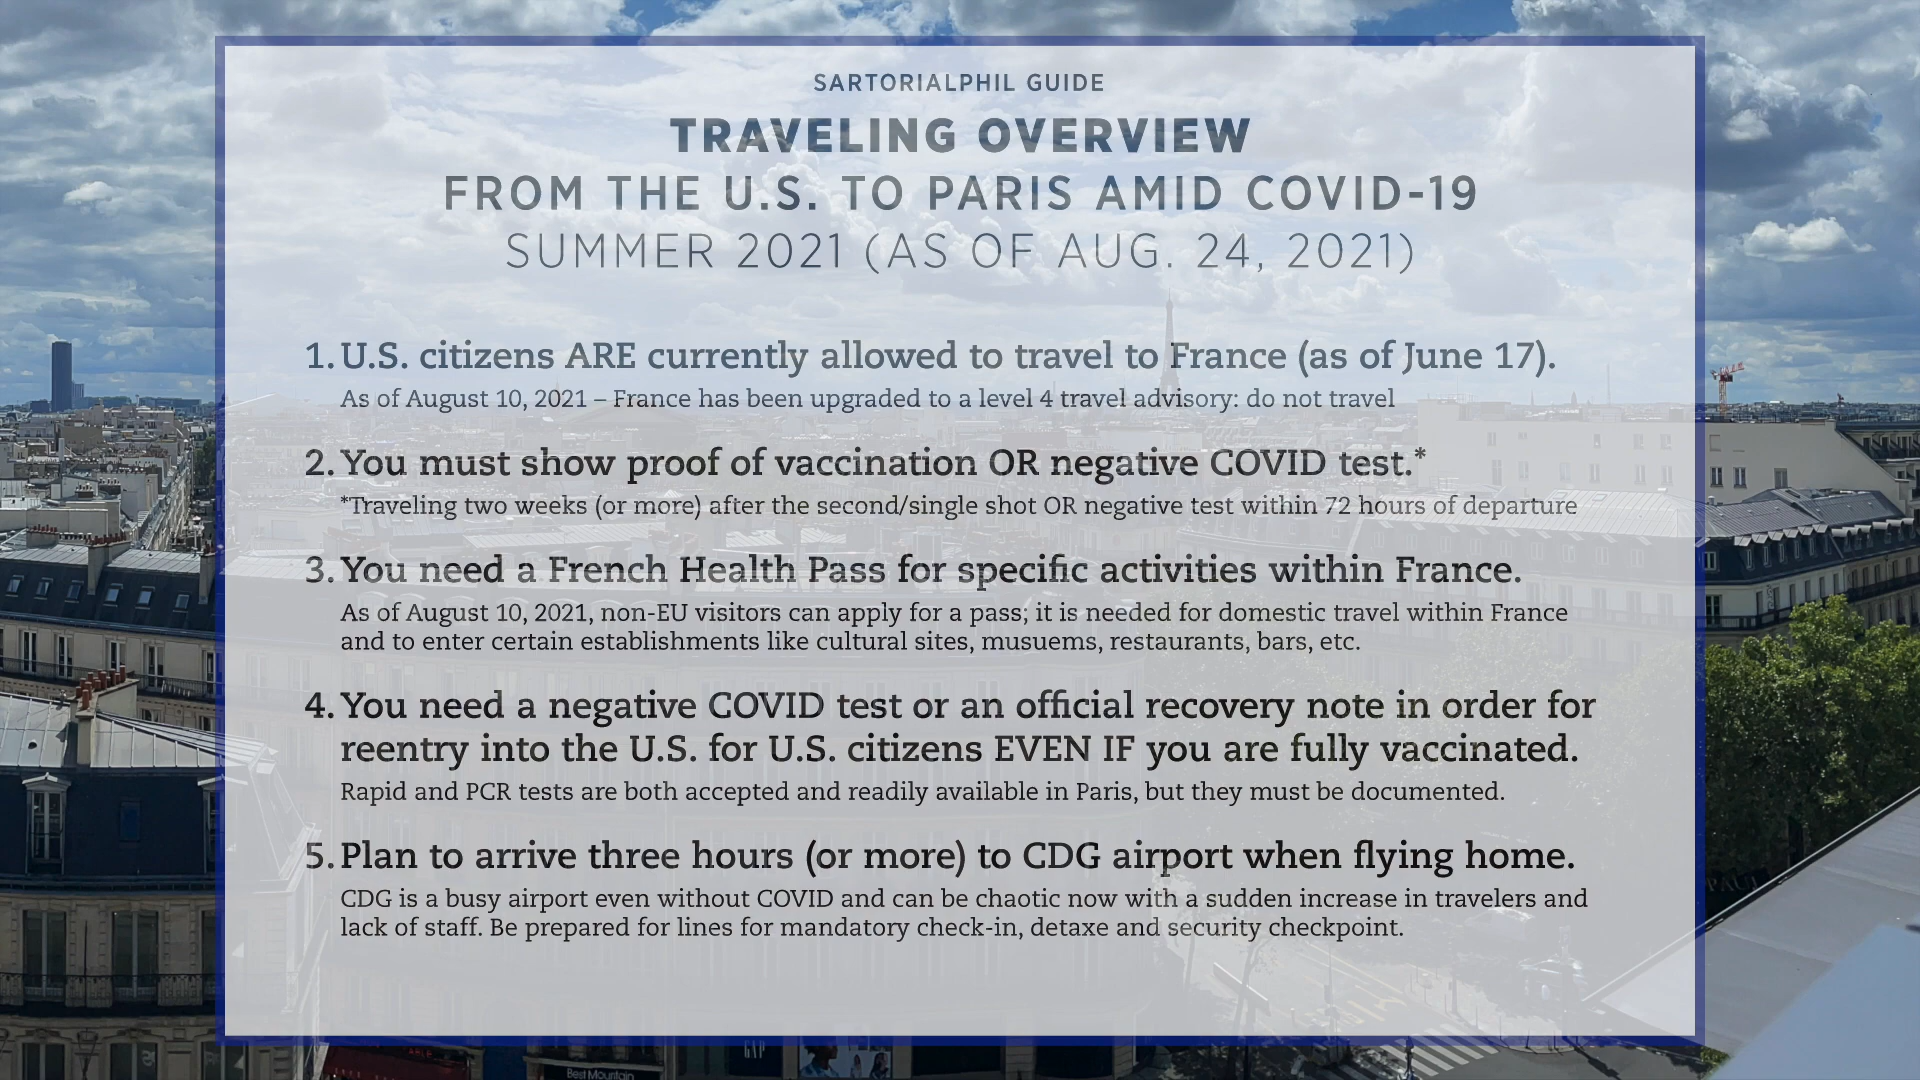 SARTORIALPHIL GUIDE
TRAVELING OVERVIEW
FROM THE U.S. TO PARIS AMID COVID-19
SUMMER 2021 (AS OF AUG. 24, 2021)
1. U.S. citizens ARE currently allowed to travel to France (as of June 17).
As of August 10, 2021 – France has been upgraded to a level 4 travel advisory: do not travel
2. You must show proof of vaccination OR negative COVID test.*
*Traveling two weeks (or more) after the second/single shot OR negative test within 72 hours of departure
3. You need a French Health Pass for specific activities within France.
As of August 10, 2021, non-EU visitors can apply for a pass; it is needed for domestic travel within France
and to enter certain establishments like cultural sites, musuems, restaurants, bars, etc.
4. You need a negative COVID test or an official recovery note in order for
reentry into the U.S. for U.S. citizens EVEN IF you are fully vaccinated.
Rapid and PCR tests are both accepted and readily available in Paris, but they must be documented.
5. Plan to arrive three hours (or more) to CDG airport when flying home.
CDG is a busy airport even without COVID and can be chaotic now with a sudden increase in travelers and
lack of staff. Be prepared for lines for mandatory check-in, detaxe and security checkpoint.
GAP
Best Mountain